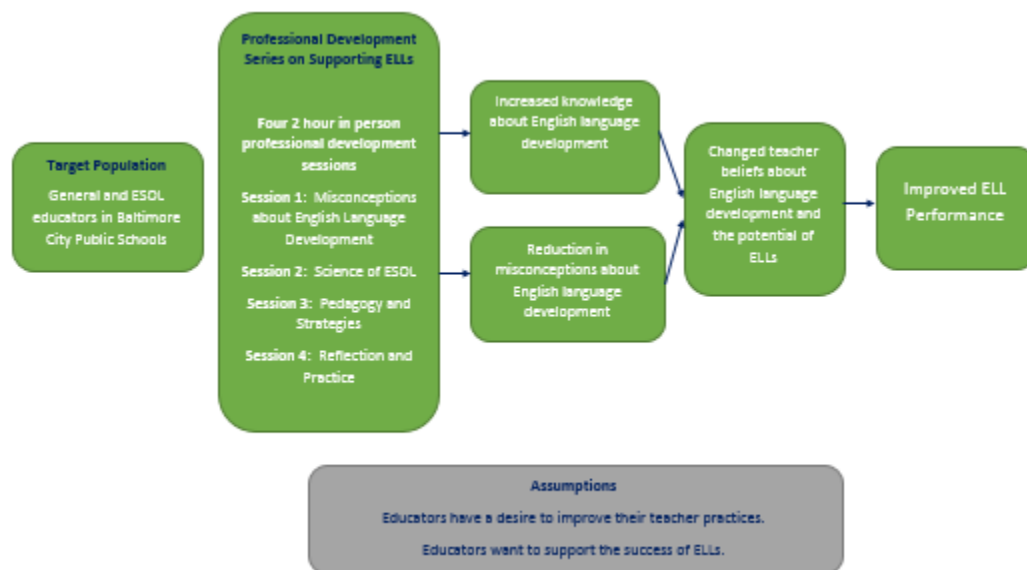 Target Population
General and ESOL
educators in Baltimore
City Public Schools
Professional Development
Series on Supporting ELLs
Four 2 hour in person
professional development
sessions
Session 1: Misconceptions
about English Language
Development
Session 2: Science of ESOL
Session 3: Pedagogy and
Strategies
Session 4: Reflection and
Practice
Increased knowledge
about English language
development
Reduction in
misconceptions about
English language
development
Changed teacher
beliefs about
English language
development and
the potential of
ELLs
Improved ELL
Performance
Assumptions
Educators have a desire to improve their teacher practices.
Educators want to support the success of ELLs.